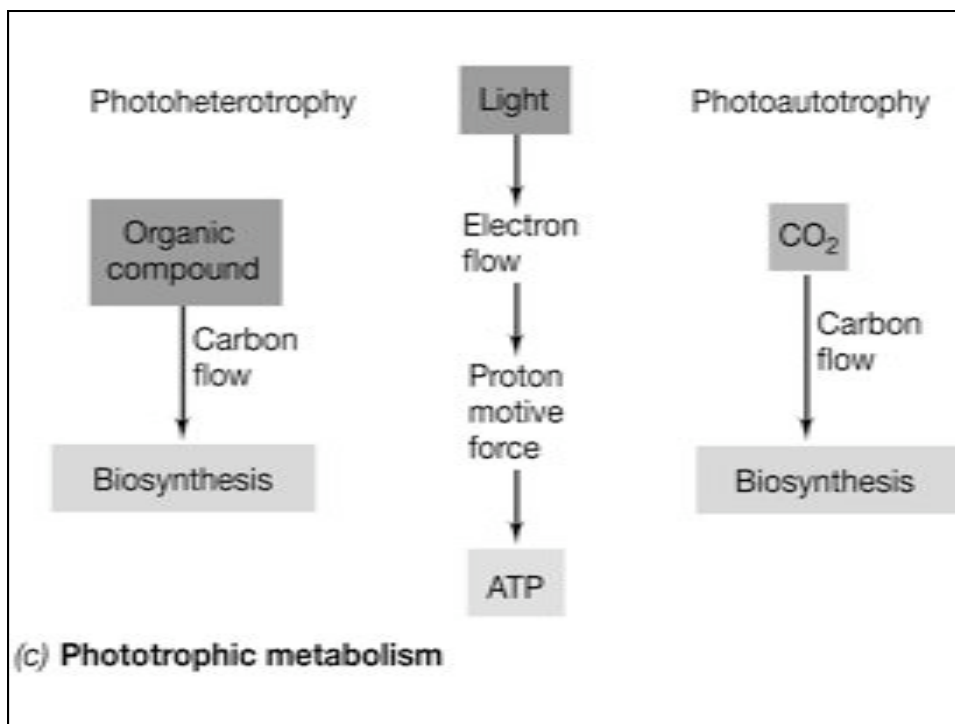 Photoheterotrophy
Light
Photoautotrophy
Organic
compound
Electron
flow
CO₂
Carbon
flow
Carbon
flow
Proton
motive
force
Biosynthesis
Biosynthesis
ATP
(c) Phototrophic metabolism